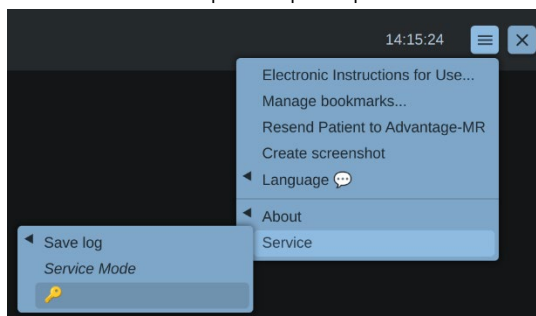 14:15:24
Electronic Instructions for Use...
Manage bookmarks...
Resend Patient to Advantage-MR
Create screenshot
Language 💬
About
Service
Save log
Service Mode
🔑